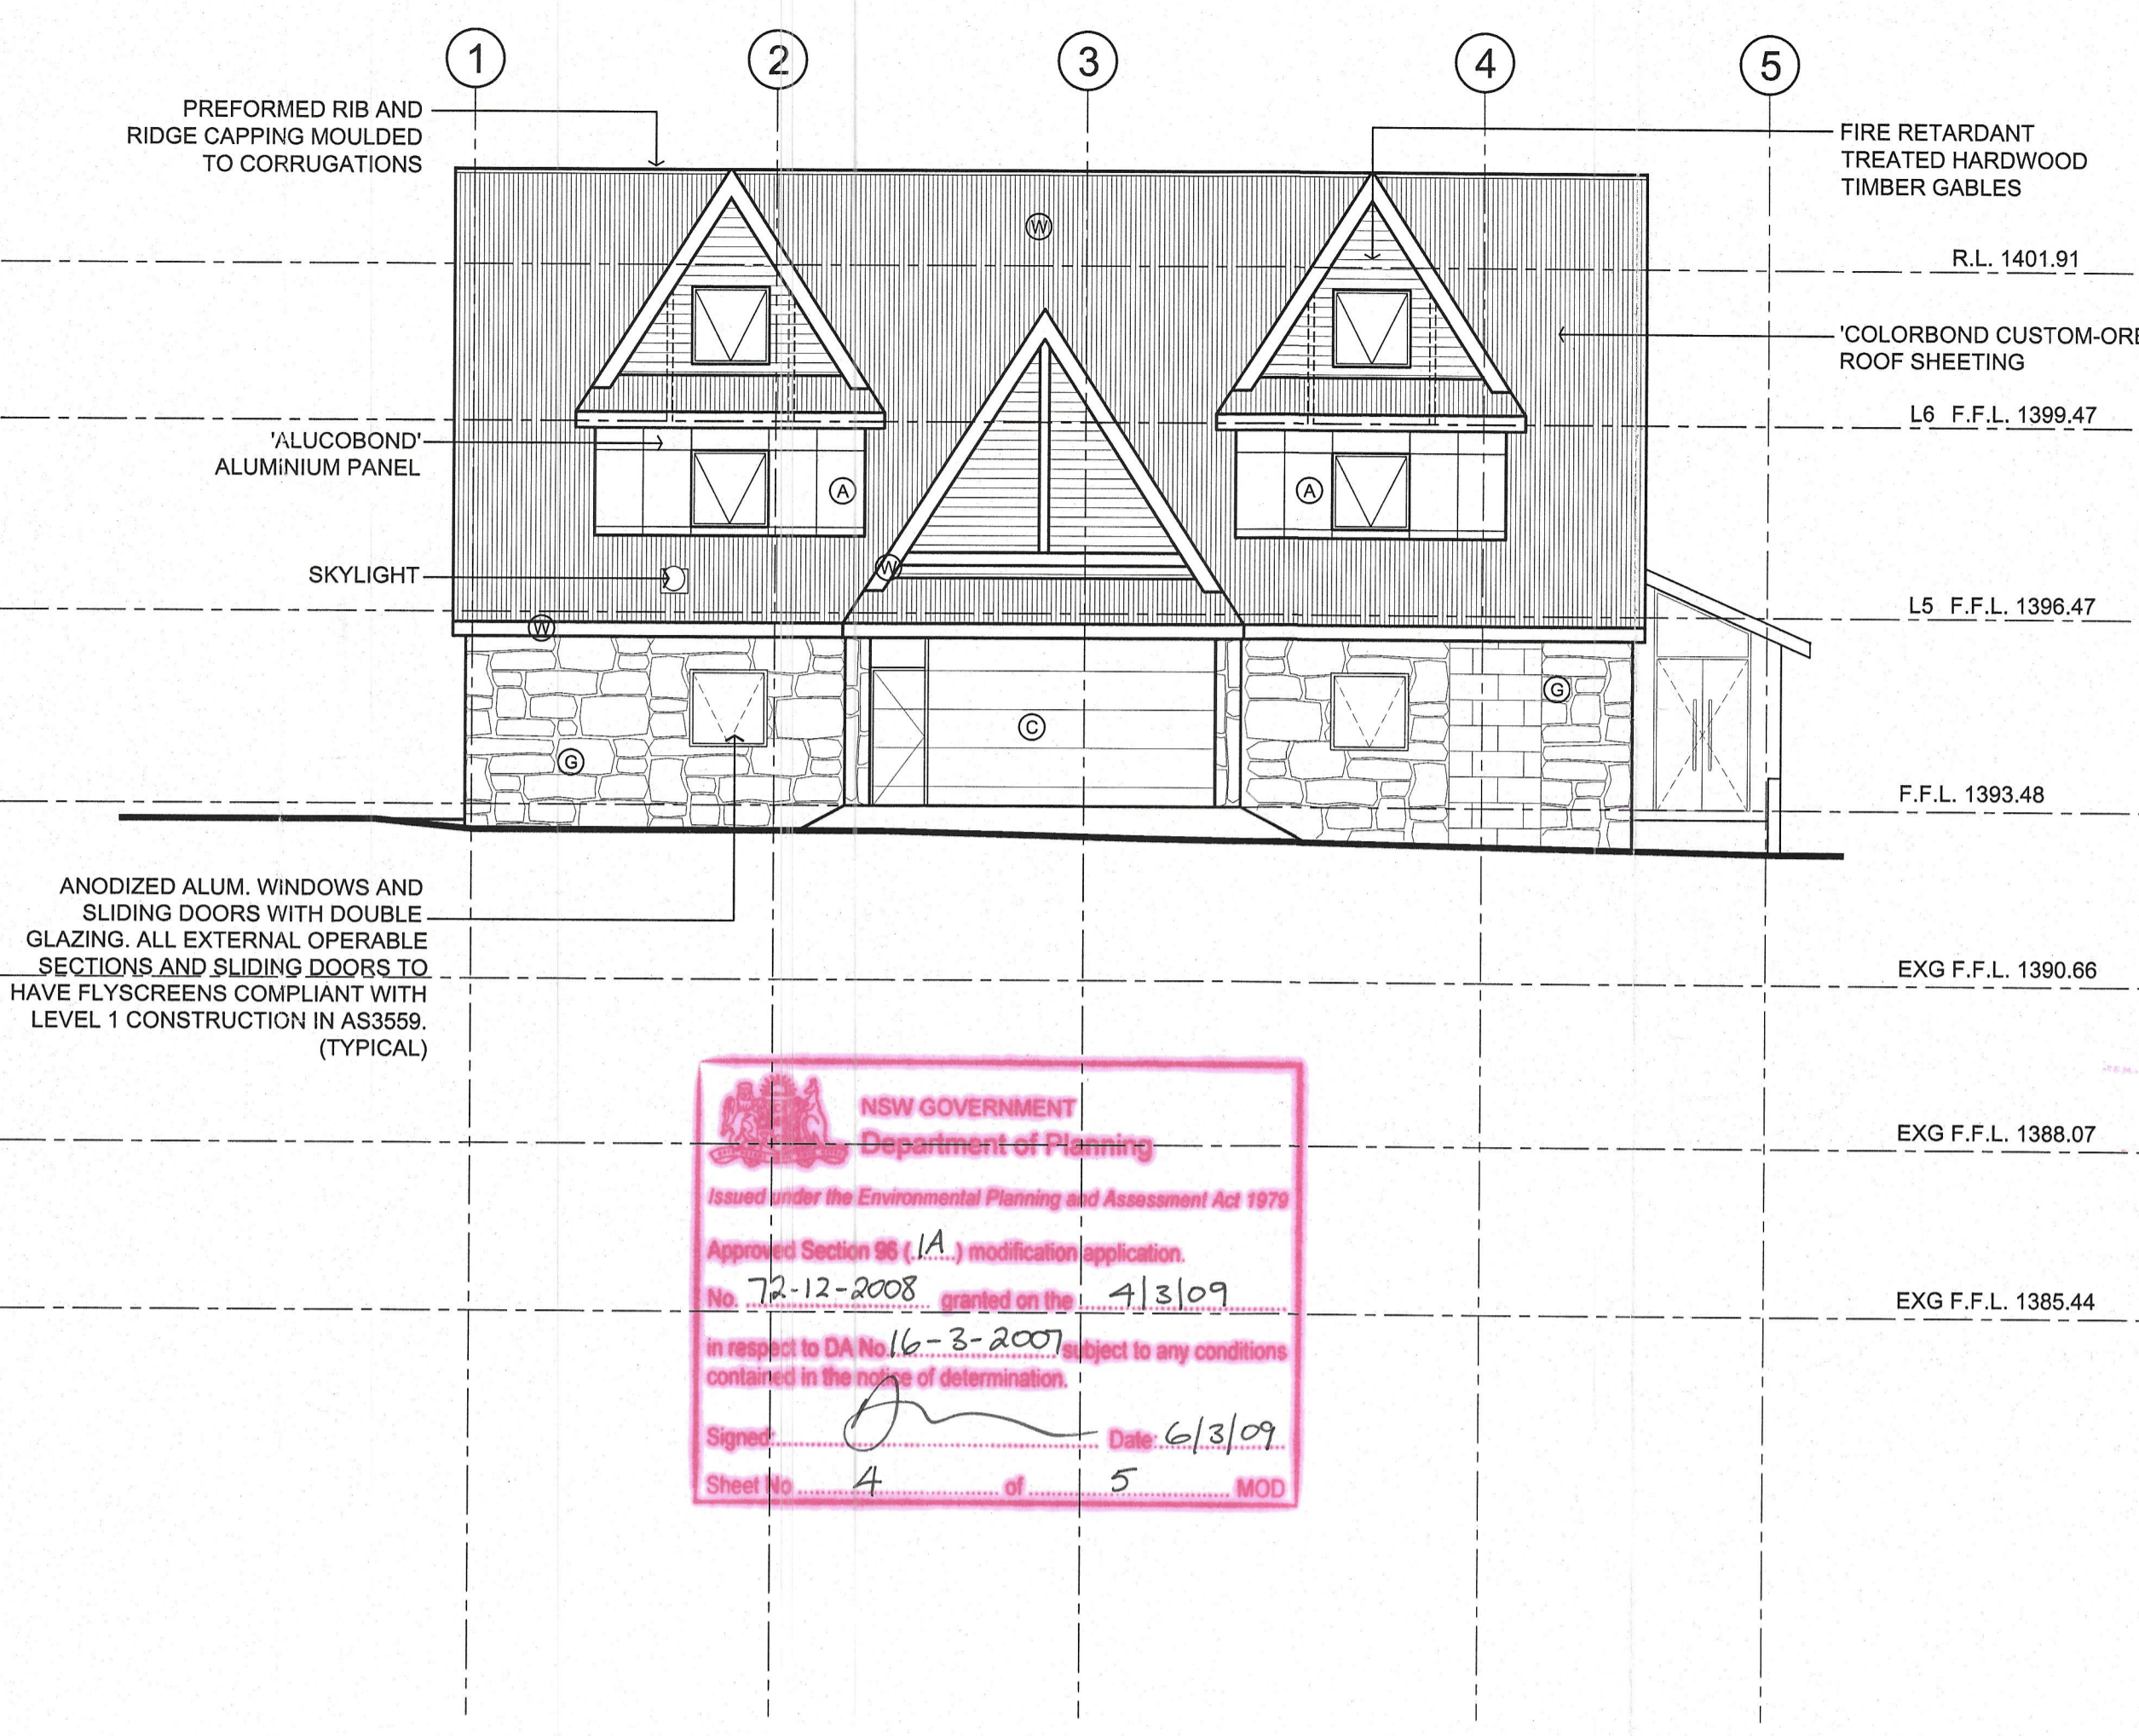 1
2
3
4
5
PREFORMED RIB AND
RIDGE CAPPING MOULDED
TO CORRUGATIONS
FIRE RETARDANT
TREATED HARDWOOD
TIMBER GABLES
W
R.L. 1401.91
'COLORBOND CUSTOM-ORB
ROOF SHEETING
L6 F.F.L. 1399.47
'ALUCOBOND'
ALUMINIUM PANEL
A
A
SKYLIGHT
W
L5 F.F.L. 1396.47
W
G
C
G
F.F.L. 1393.48
ANODIZED ALUM. WINDOWS AND
SLIDING DOORS WITH DOUBLE
GLAZING. ALL EXTERNAL OPERABLE
SECTIONS AND SLIDING DOORS TO
HAVE FLYSCREENS COMPLIANT WITH
LEVEL 1 CONSTRUCTION IN AS3559.
(TYPICAL)
EXG F.F.L. 1390.66
EXG F.F.L. 1388.07
EXG F.F.L. 1385.44
NSW GOVERNMENT
Department of Planning
Issued under the Environmental Planning and Assessment Act 1979
Approved Section 96 (1A) modification application.
No. 72-12-2008 granted on the 4/3/09
in respect to DA No. 16-3-2007 subject to any conditions
contained in the notice of determination.
Signed: Date: 6/3/09
Sheet No 4 of 5 MOD